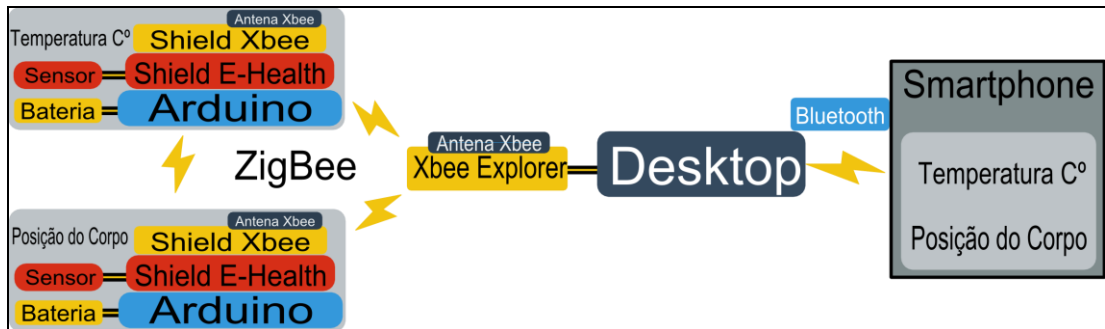 Antena Xbee
Temperatura Cº
Shield Xbee
Sensor
Shield E-Health
Bateria
Arduino
ZigBee
Antena Xbee
Posição do Corpo
Shield Xbee
Sensor
Shield E-Health
Bateria
Arduino
Antena Xbee
Xbee Explorer
Desktop
Bluetooth
Smartphone
Temperatura Cº
Posição do Corpo